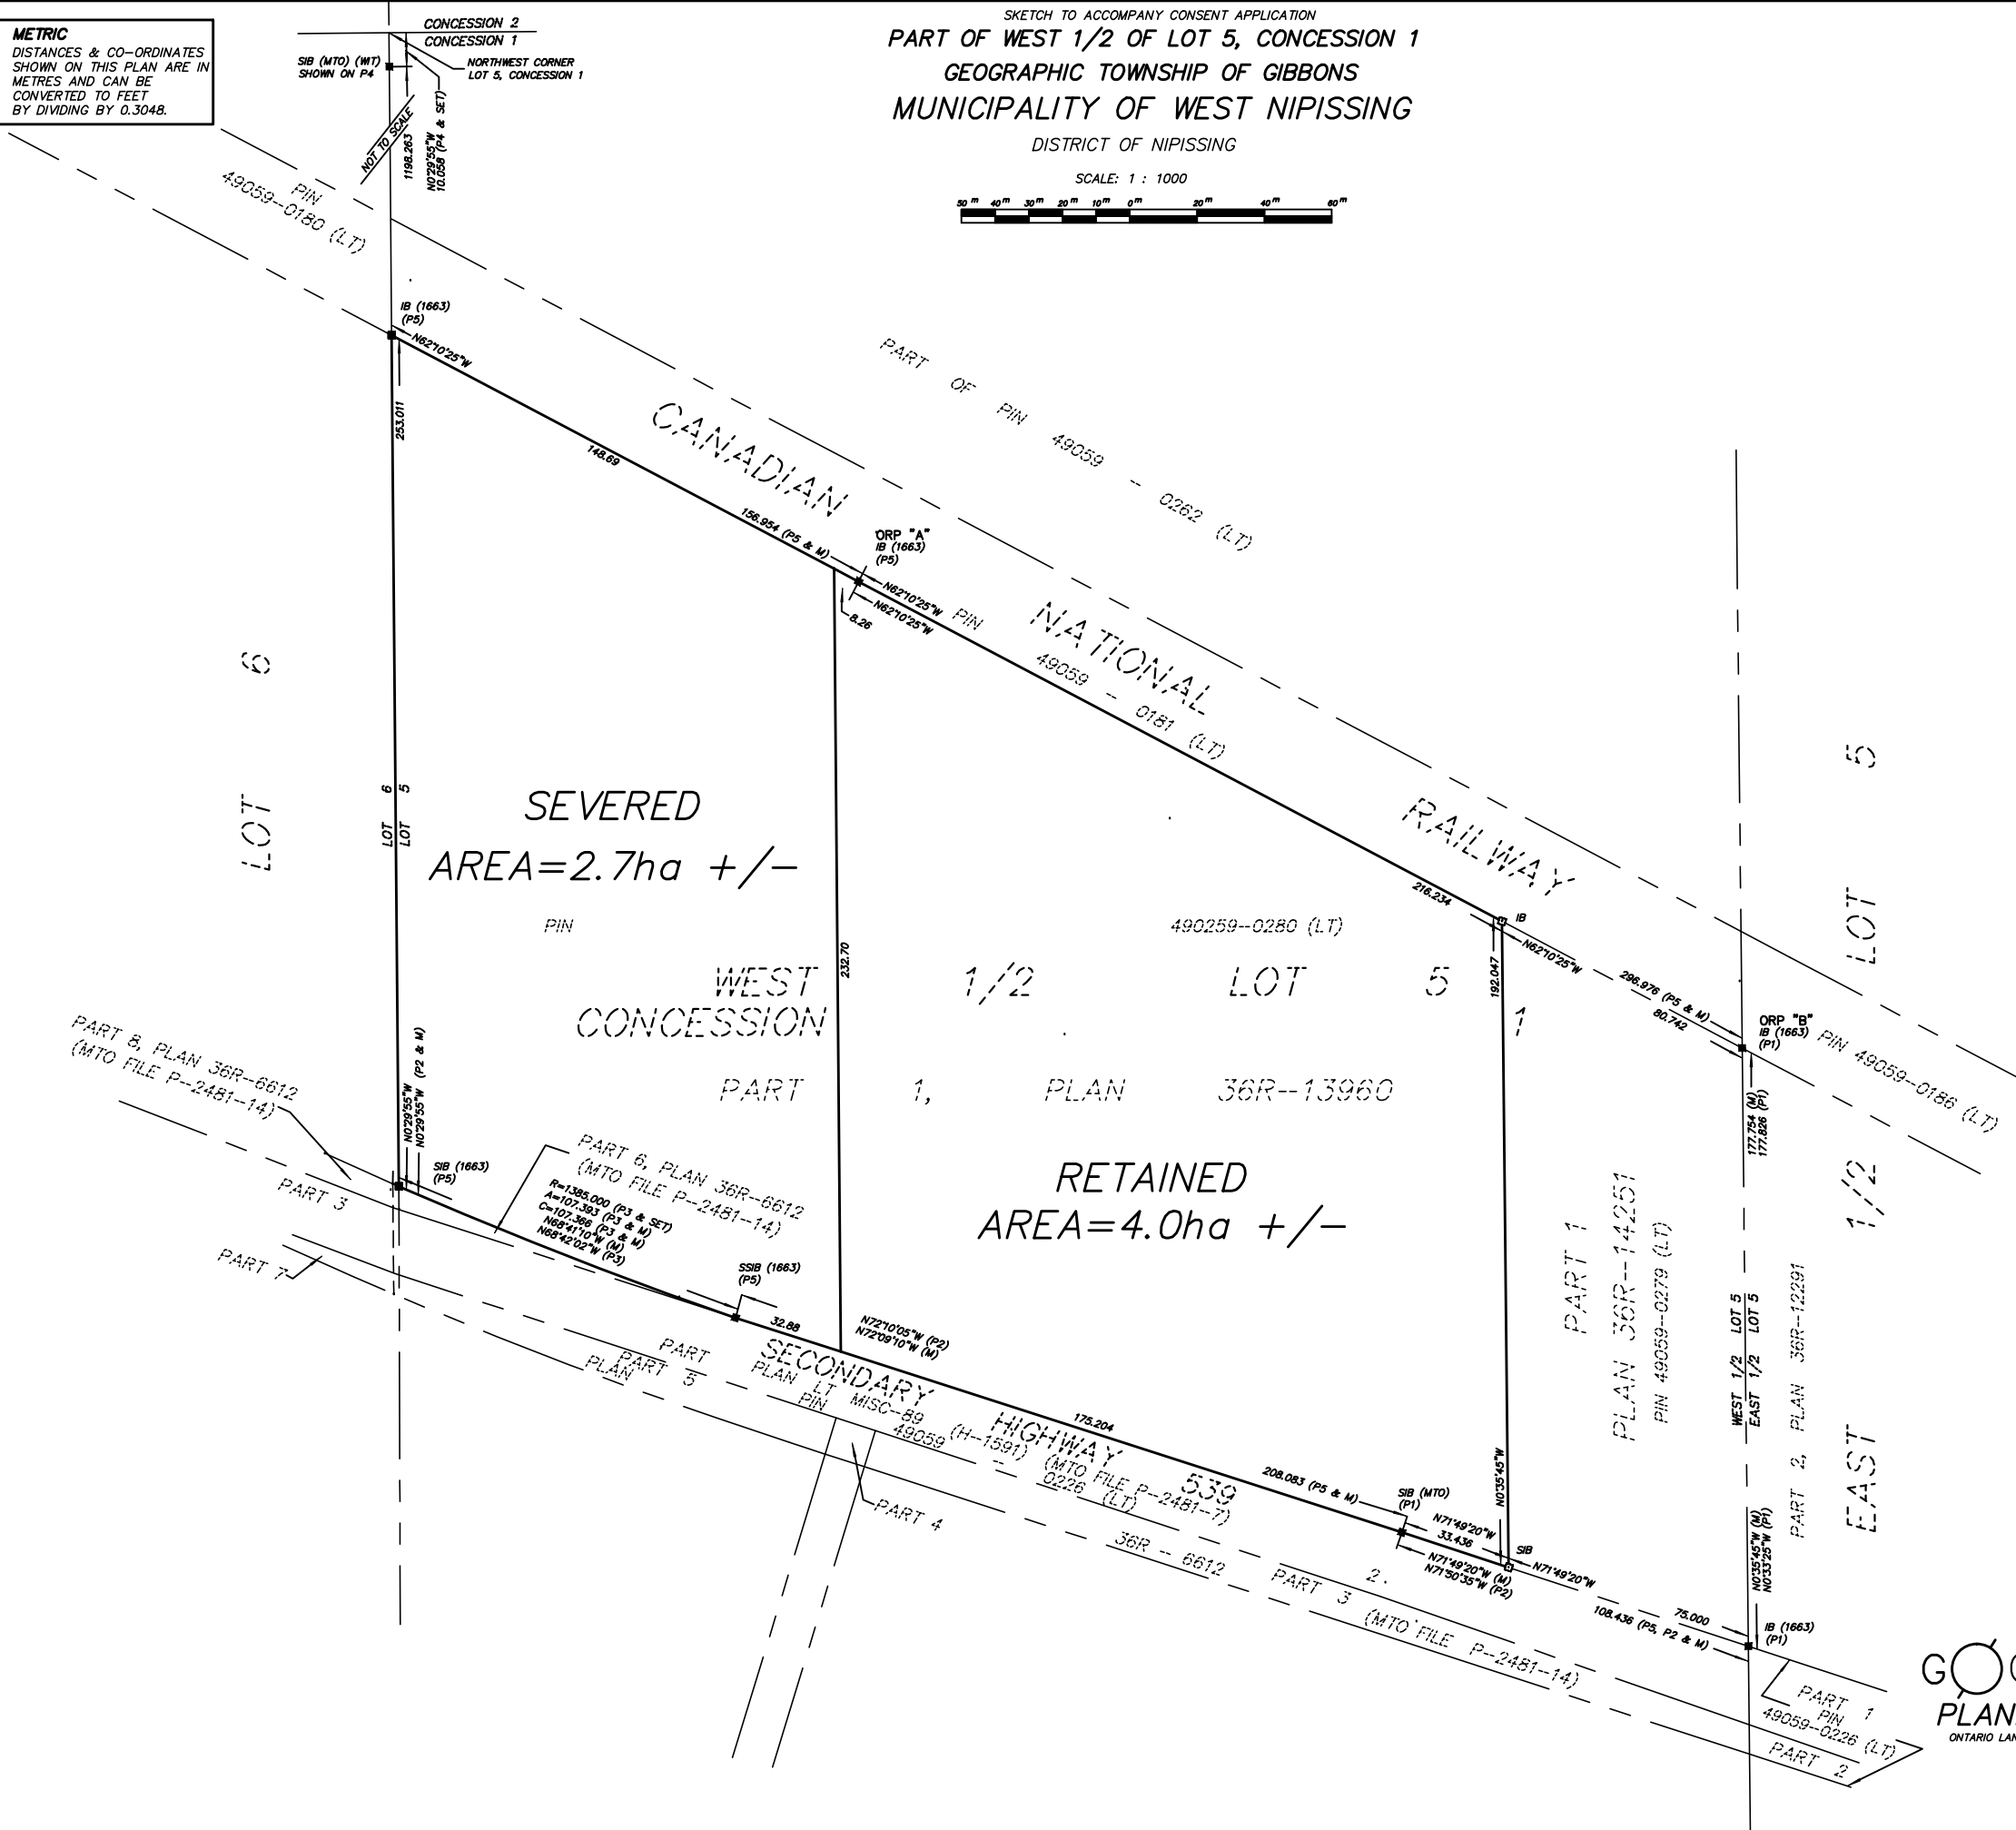 METRIC
DISTANCES & CO-ORDINATES
SHOWN ON THIS PLAN ARE IN
METRES AND CAN BE
CONVERTED TO FEET
BY DIVIDING BY 0.3048.
CONCESSION 2
CONCESSION 1
SIB (MTO) (WIT)
SHOWN ON P4
NORTHWEST CORNER
LOT 5, CONCESSION 1
NOT TO SCALE
1198.263
N0°29'55"W
10.058 (P4 & SET)
SKETCH TO ACCOMPANY CONSENT APPLICATION
PART OF WEST 1/2 OF LOT 5, CONCESSION 1
GEOGRAPHIC TOWNSHIP OF GIBBONS
MUNICIPALITY OF WEST NIPISSING
DISTRICT OF NIPISSING
SCALE: 1 : 1000
50 m 40 m 30 m 20 m 10 m 0 m 20 m 40 m 60 m
PIN
49059--0180 (LT)
IB (1663)
(P5)
N62°10'25"W
253.011
148.69
156.954 (P5 & M)
CANADIAN NATIONAL RAILWAY
PART OF PIN 49059 -- 0262 (LT)
ORP "A"
IB (1663)
(P5)
N62°10'25"W
N62°10'25"W
8.26
PIN 49059 -- 0181 (LT)
LOT 6
LOT 6
LOT 5
SEVERED
AREA=2.7ha +/-
PIN 490259--0280 (LT)
232.70
216.234
IB
N62°10'25"W
192.047
296.976 (P5 & M)
80.742
ORP "B"
IB (1663)
(P1)
PIN 49059--0186 (LT)
177.754 (M)
177.826 (P1)
WEST 1/2 LOT 5
CONCESSION 1
PART 1, PLAN 36R--13960
RETAINED
AREA=4.0ha +/-
PART 8, PLAN 36R--6612
(MTO FILE P--2481--14)
N0°29'55"W
N0°29'55"W (P2 & M)
SIB (1663)
(P5)
PART 3
PART 7
PART 6, PLAN 36R--6612
(MTO FILE P--2481--14)
R=1385.000 (P3 & SET)
A=107.393 (P3 & M)
C=107.366 (P3 & M)
N68°41'10"W (M)
N68°42'02"W (P3)
SSIB (1663)
(P5)
32.88
N72°10'05"W (P2)
N72°09'10"W (M)
SECONDARY HIGHWAY 539
PART 2.
PLAN LT MISC--89 (H--1591) (MTO FILE P--2481--7)
PIN 49059 -- 0226 (LT)
PART 5
PLAN 36R -- 6612
PART 4
PART 3 (MTO FILE P--2481--14)
175.204
208.083 (P5 & M)
SIB (MTO)
(P1)
N71°49'20"W
33.436
N71°49'20"W (M)
N71°50'35"W (P2)
N0°35'45"W
SIB
N71°49'20"W
75.000
108.436 (P5, P2 & M)
IB (1663)
(P1)
N0°35'45"W (M)
N0°33'25"W (P1)
PART 1
PLAN 36R--14251
PIN 49059--0279 (LT)
WEST 1/2 LOT 5
EAST 1/2 LOT 5
PART 2, PLAN 36R--12291
EAST 1/2 LOT 5
PART 1
PIN
49059--0226 (LT)
PART 2
PLAN
ONTARIO LAN